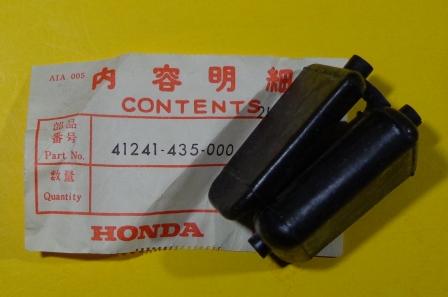 AIA 005
内容明細
CONTENTS
部品
番号
Part No.
41241-435-000
数量
Quantity
HONDA